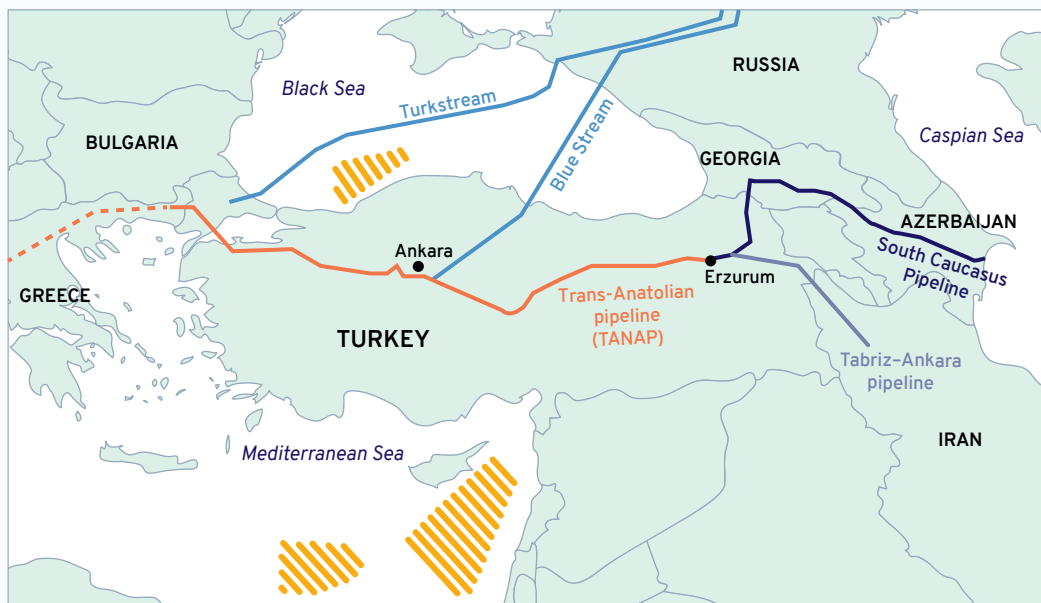 RUSSIA
Black Sea
Turkstream
Caspian Sea
BULGARIA
Blue Stream
GEORGIA
AZERBAIJAN
Ankara
South Caucasus
Pipeline
Erzurum
GREECE
Trans-Anatolian
pipeline
(TANAP)
TURKEY
Tabriz–Ankara
pipeline
IRAN
Mediterranean Sea